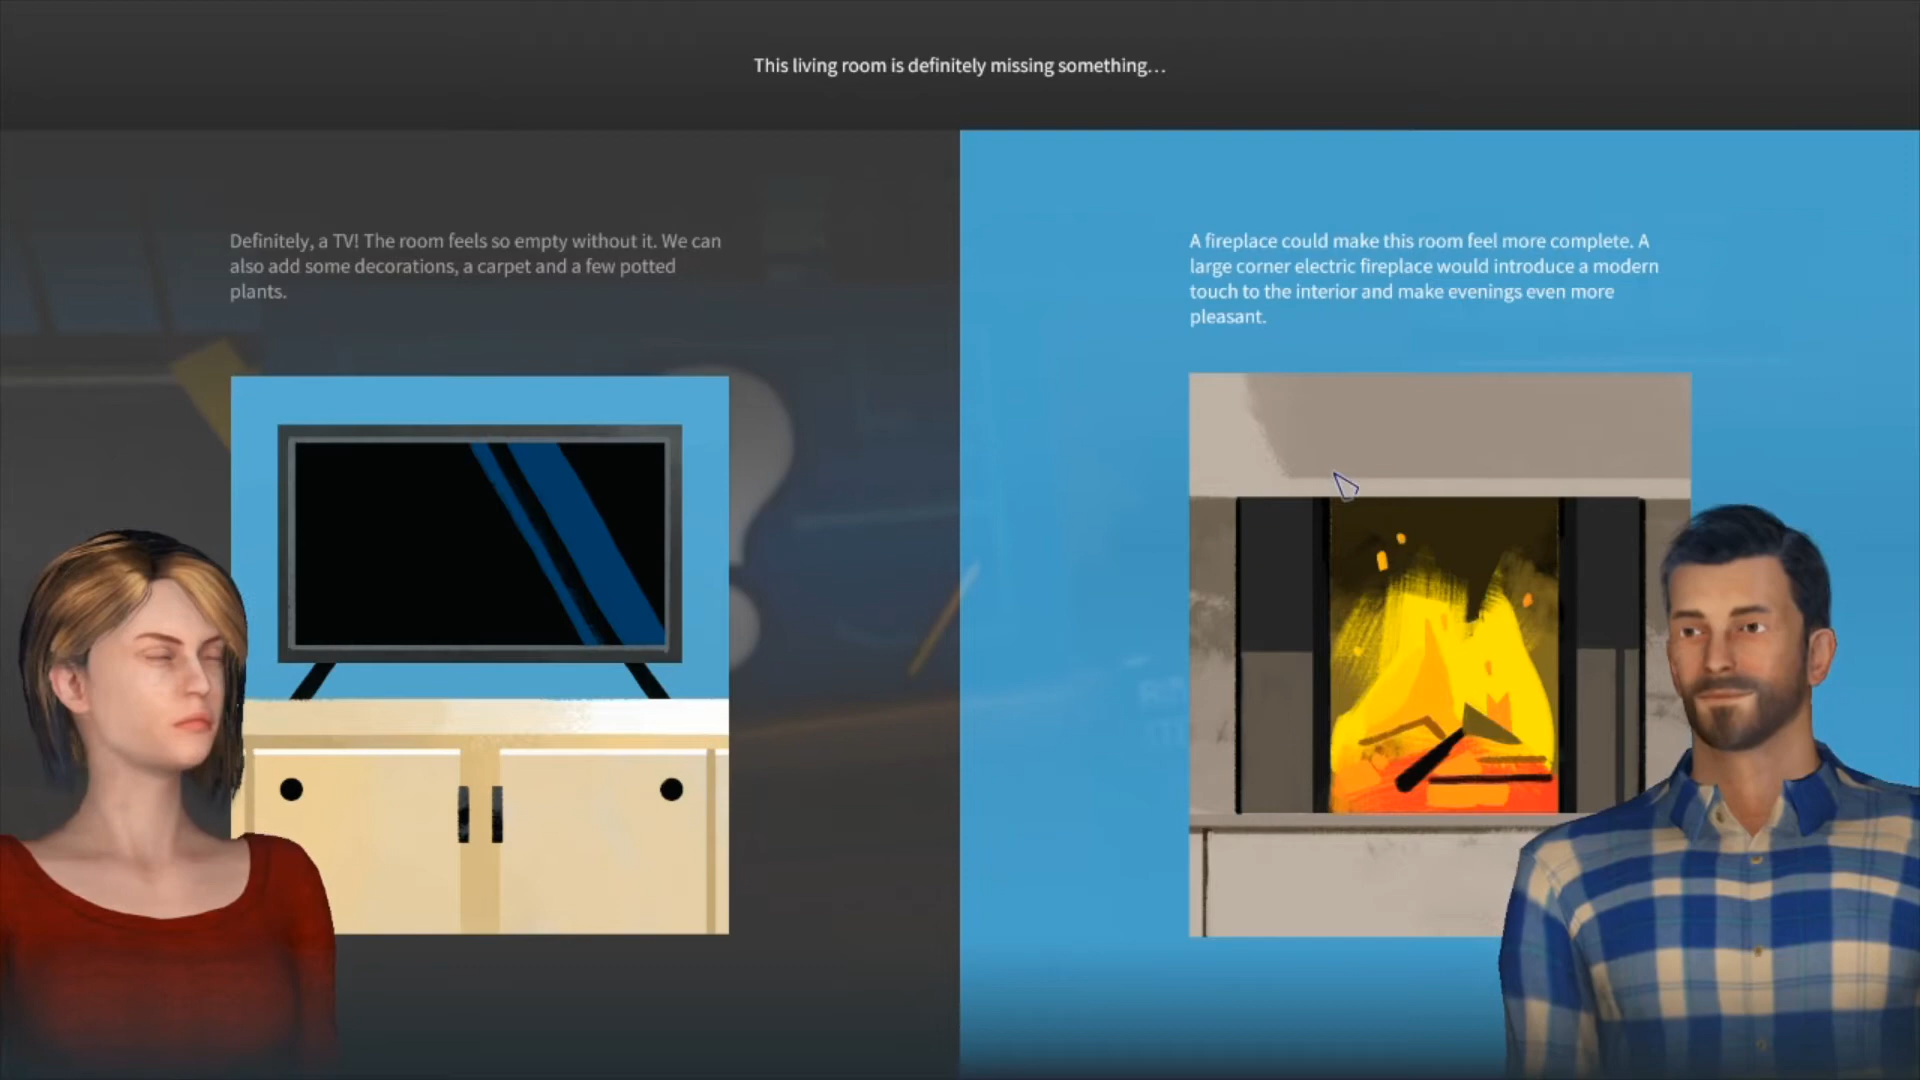 This living room is definitely missing something...
Definitely, a TV! The room feels so empty without it. We can
also add some decorations, a carpet and a few potted
plants.
A fireplace could make this room feel more complete. A
large corner electric fireplace would introduce a modern
touch to the interior and make evenings even more
pleasant.